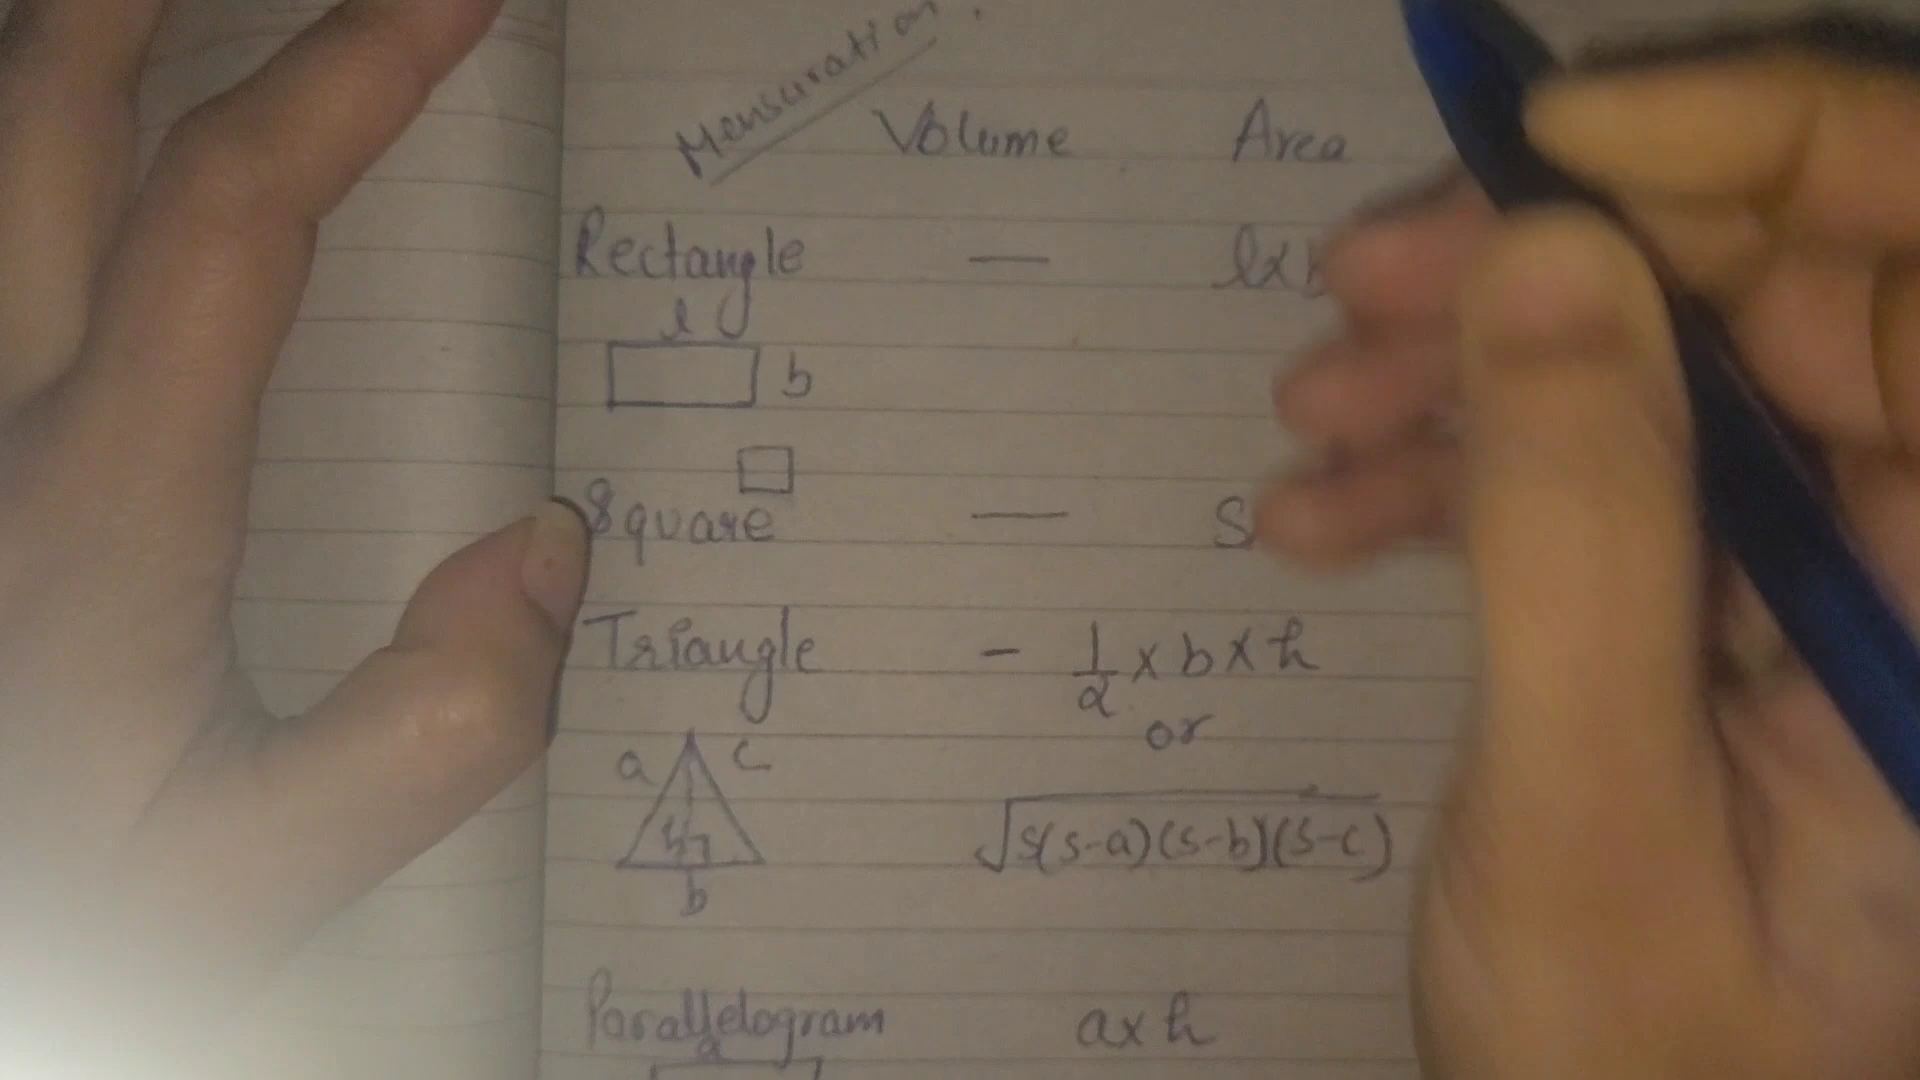 Mensuration.
Volume Area
Rectangle — l×
l
b
Square — S
Triangle - 1/2 × b × h
or
a c
h
b
√s(s-a)(s-b)(s-c)
Parallelogram a×h
a